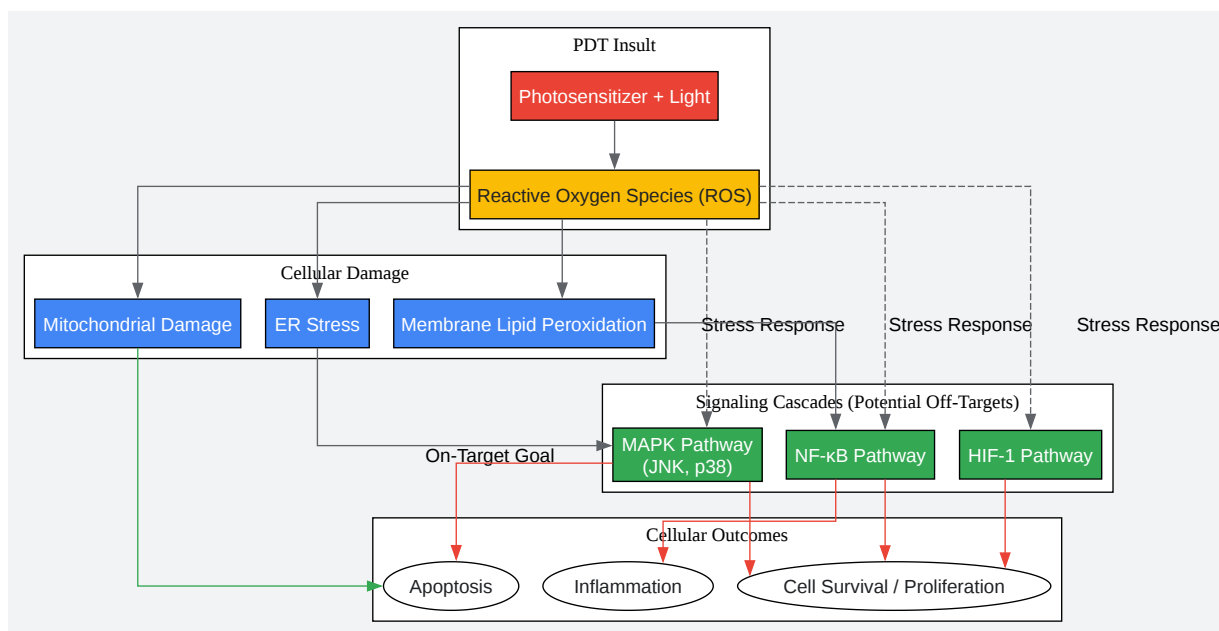 PDT Insult
Photosensitizer + Light
Reactive Oxygen Species (ROS)
Cellular Damage
Mitochondrial Damage
ER Stress
Membrane Lipid Peroxidation
Stress Response
Stress Response
Stress Response
Signaling Cascades (Potential Off-Targets)
MAPK Pathway
(JNK, p38)
NF-κB Pathway
HIF-1 Pathway
On-Target Goal
Cellular Outcomes
Apoptosis
Inflammation
Cell Survival / Proliferation